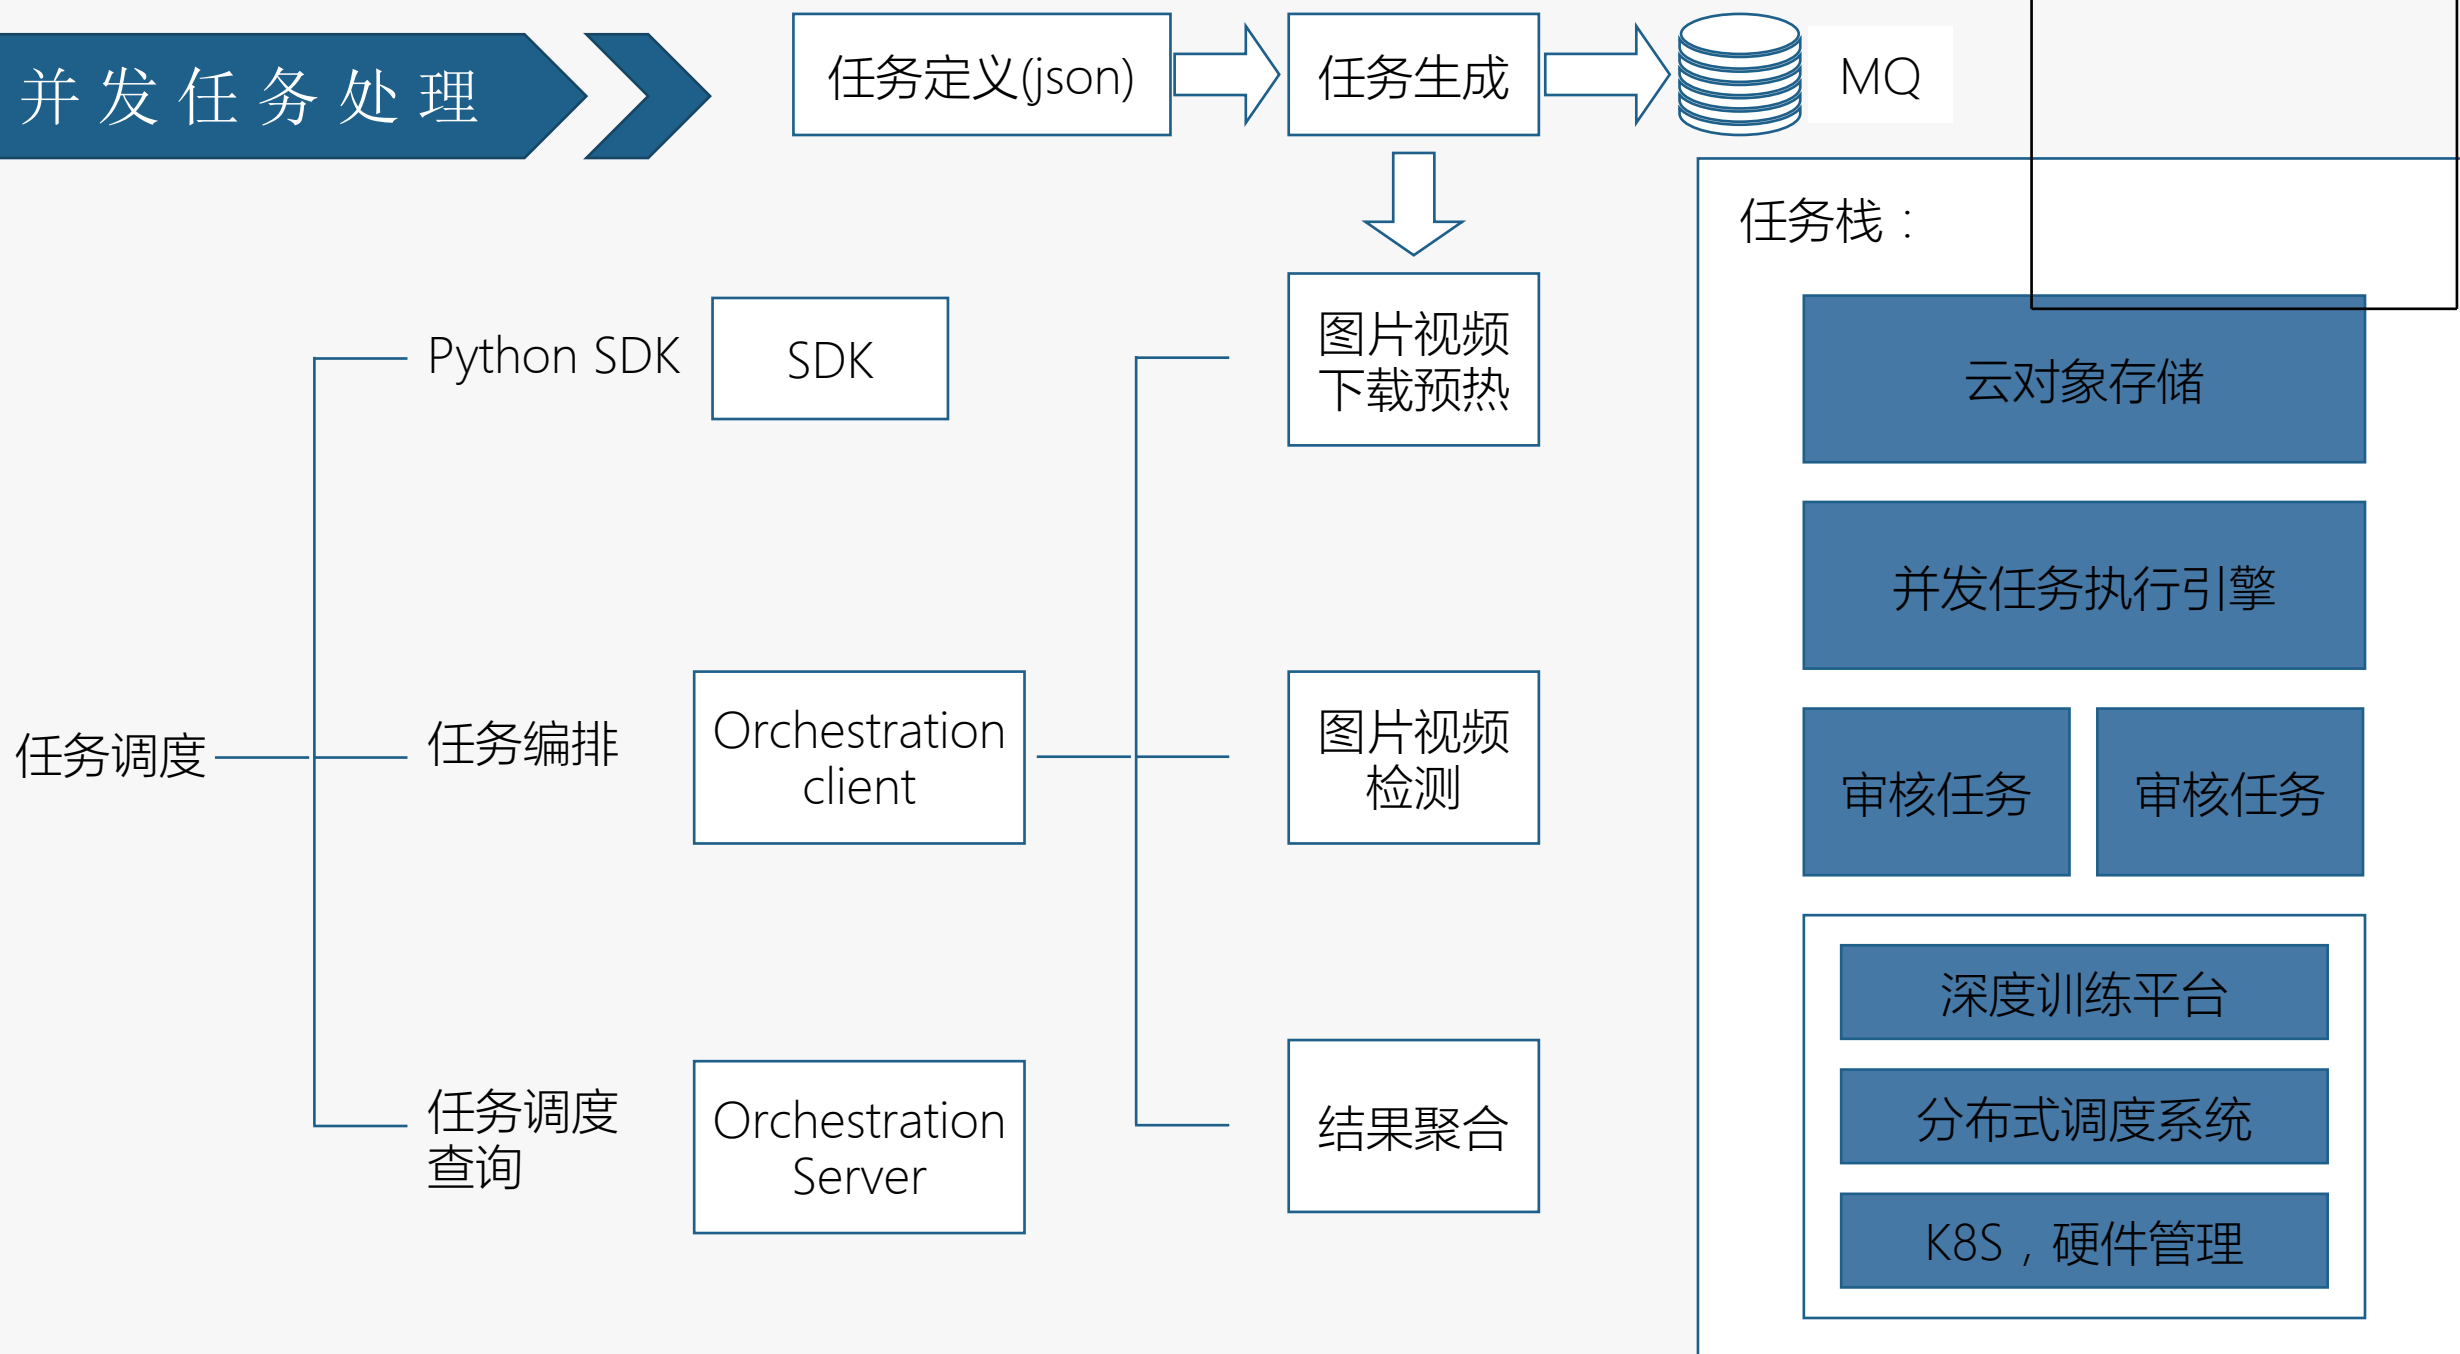 并发任务处理
任务定义(json)
任务生成
MQ
任务调度
Python SDK
SDK
任务编排
Orchestration
client
任务调度
查询
Orchestration
Server
图片视频
下载预热
图片视频
检测
结果聚合
任务栈：
云对象存储
并发任务执行引擎
审核任务
审核任务
深度训练平台
分布式调度系统
K8S，硬件管理